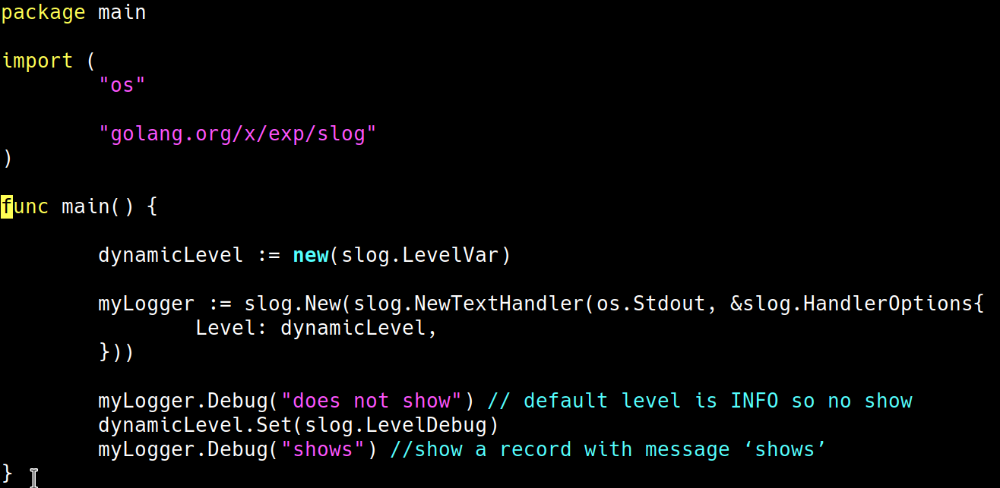 package main
import (
"os"
"golang.org/x/exp/slog"
)
func main() {
dynamicLevel := new(slog.LevelVar)
myLogger := slog.New(slog.NewTextHandler(os.Stdout, &slog.HandlerOptions{
Level: dynamicLevel,
}))
myLogger.Debug("does not show") // default level is INFO so no show
dynamicLevel.Set(slog.LevelDebug)
myLogger.Debug("shows") //show a record with message ‘shows’
}